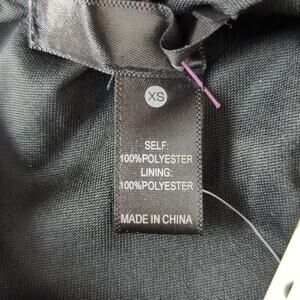 XS
SELF:
100%POLYESTER
LINING:
100%POLYESTER
MADE IN CHINA